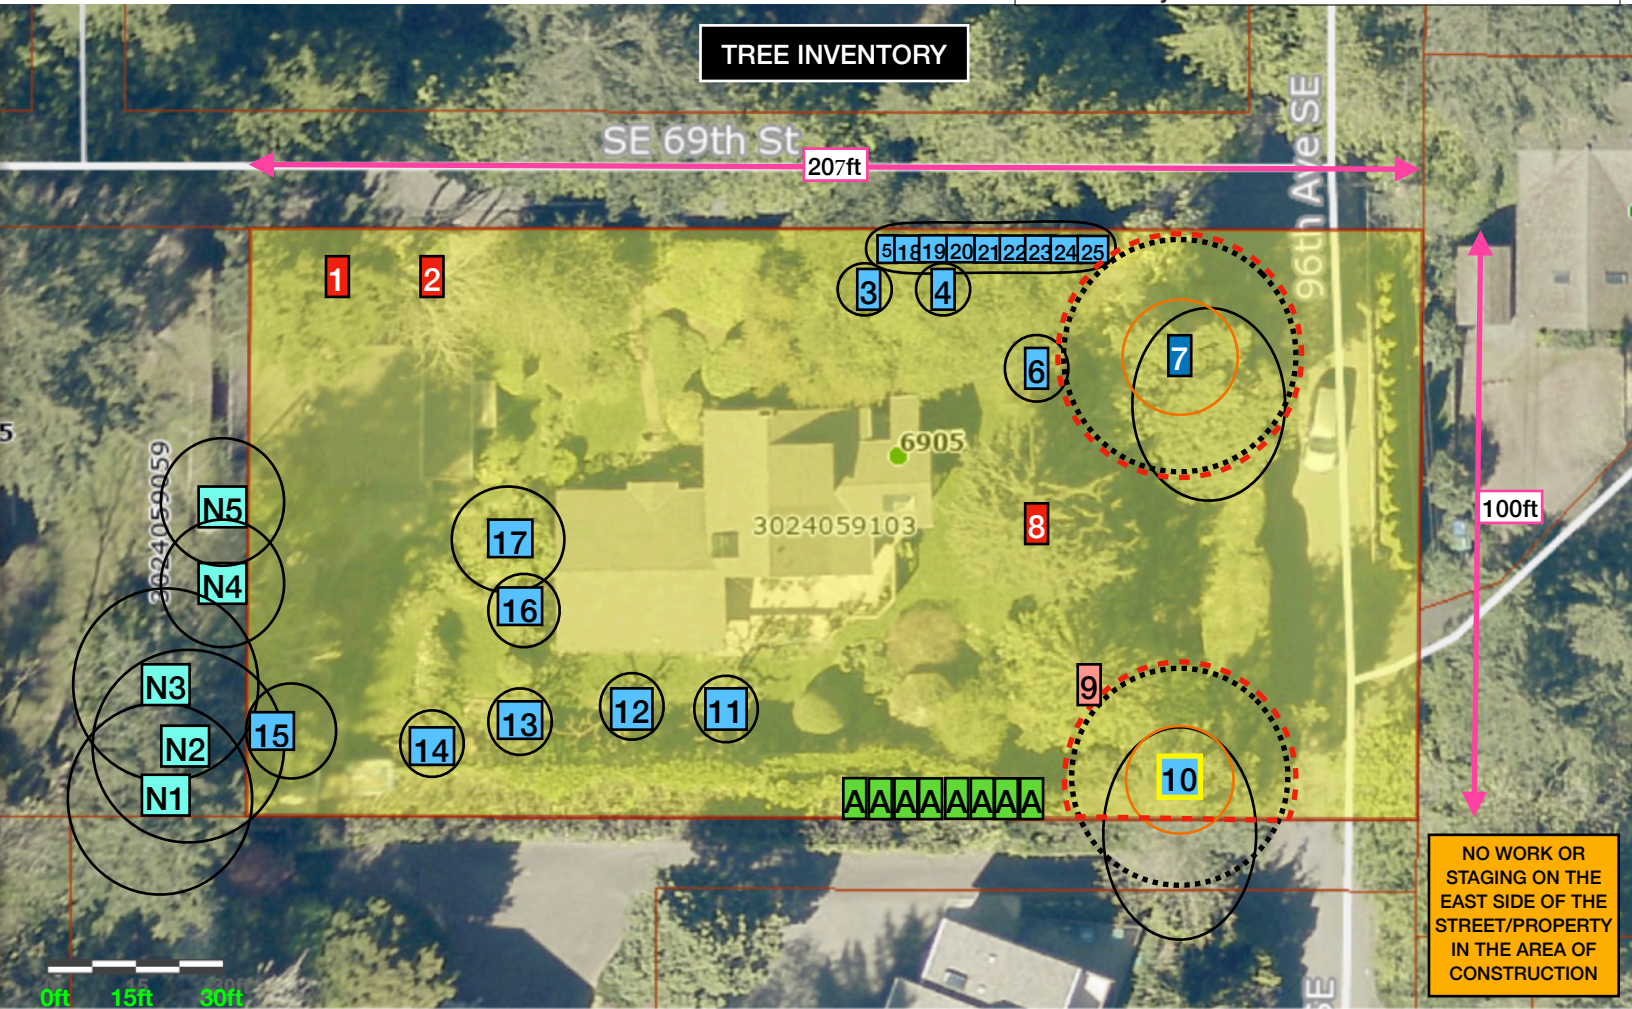 TREE INVENTORY
SE 69th St
96th Ave SE
207ft
5 18 19 20 21 22 23 24 25
1
2
3
4
6
7
5
6905
3024059059
N5
17
8
100ft
3024059103
N4
16
N3
9
15
14
13
12
11
N2
10
N1
A A A A A A A A
NO WORK OR
STAGING ON THE
EAST SIDE OF THE
STREET/PROPERTY
IN THE AREA OF
CONSTRUCTION
0ft 15ft 30ft
SE